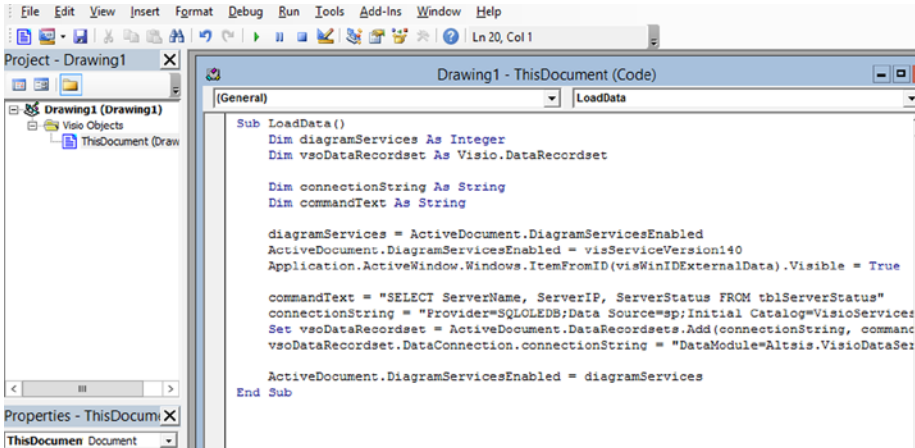 File Edit View Insert Format Debug Run Tools Add-Ins Window Help
Ln 20, Col 1
Project - Drawing1
Drawing1 (Drawing1)
Visio Objects
ThisDocument (Draw
Properties - ThisDocum
ThisDocumen Document
Drawing1 - ThisDocument (Code)
(General) LoadData
Sub LoadData()
Dim diagramServices As Integer
Dim vsoDataRecordset As Visio.DataRecordset
Dim connectionString As String
Dim commandText As String
diagramServices = ActiveDocument.DiagramServicesEnabled
ActiveDocument.DiagramServicesEnabled = visServiceVersion140
Application.ActiveWindow.Windows.ItemFromID(visWinIDExternalData).Visible = True
commandText = "SELECT ServerName, ServerIP, ServerStatus FROM tblServerStatus"
connectionString = "Provider=SQLOLEDB;Data Source=sp;Initial Catalog=VisioServices
Set vsoDataRecordset = ActiveDocument.DataRecordsets.Add(connectionString, command
vsoDataRecordset.DataConnection.connectionString = "DataModule=Altsis.VisioDataSer
ActiveDocument.DiagramServicesEnabled = diagramServices
End Sub